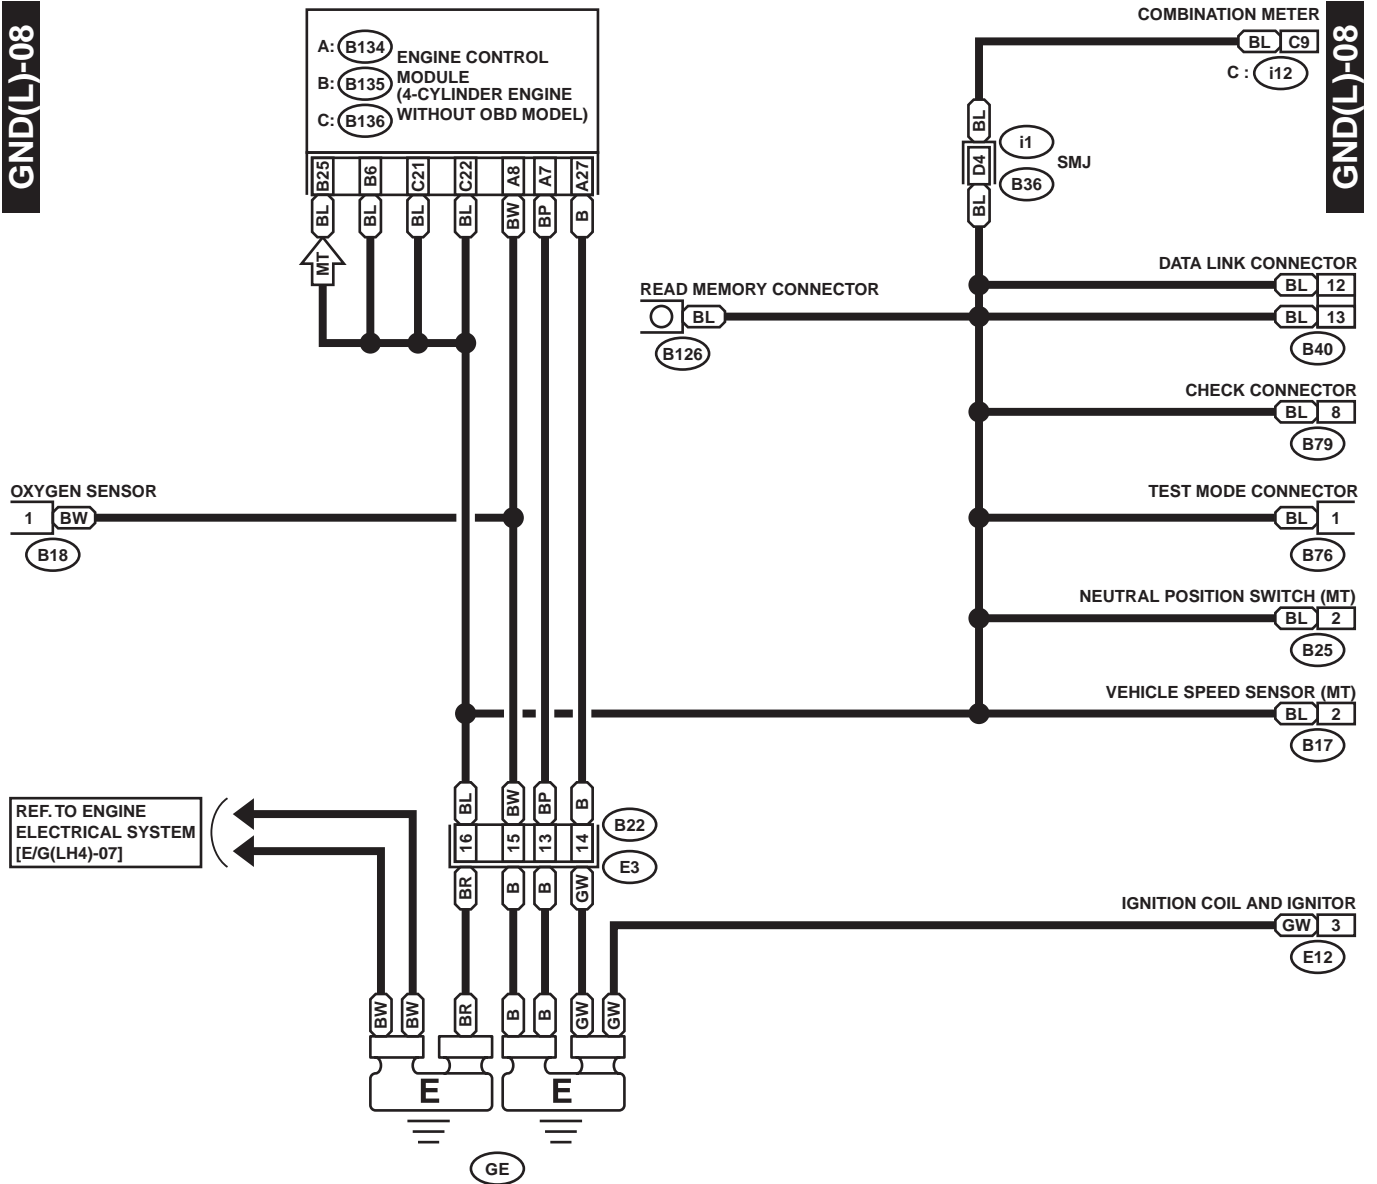 GND(L)-08
GND(L)-08
COMBINATION METER
BL C9
C : i12
A: B134
B: B135
C: B136
ENGINE CONTROL
MODULE
(4-CYLINDER ENGINE
WITHOUT OBD MODEL)
B25 B6 C21 C22 A8 A7 A27
BL BL BL BL BW BP B
MT
BL
D4
BL
i1
SMJ
B36
READ MEMORY CONNECTOR
BL
B126
DATA LINK CONNECTOR
BL 12
BL 13
B40
CHECK CONNECTOR
BL 8
B79
OXYGEN SENSOR
1 BW
B18
TEST MODE CONNECTOR
BL 1
B76
NEUTRAL POSITION SWITCH (MT)
BL 2
B25
VEHICLE SPEED SENSOR (MT)
BL 2
B17
REF. TO ENGINE
ELECTRICAL SYSTEM
[E/G(LH4)-07]
BL BW BP B
16 15 13 14
BR B B GW
B22
E3
IGNITION COIL AND IGNITOR
GW 3
E12
BW BW BR B B GW GW
E E
GE